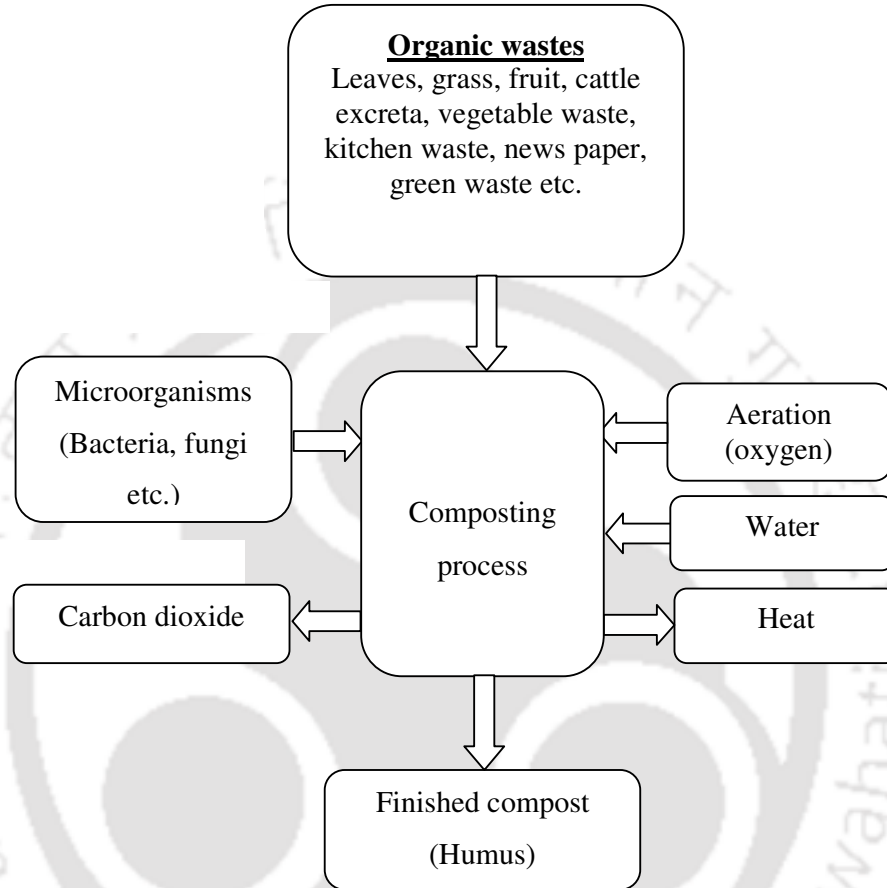 Organic wastes
Leaves, grass, fruit, cattle
excreta, vegetable waste,
kitchen waste, news paper,
green waste etc.
Microorganisms
(Bacteria, fungi
etc.)
Aeration
(oxygen)
Composting
process
Water
Carbon dioxide
Heat
Finished compost
(Humus)